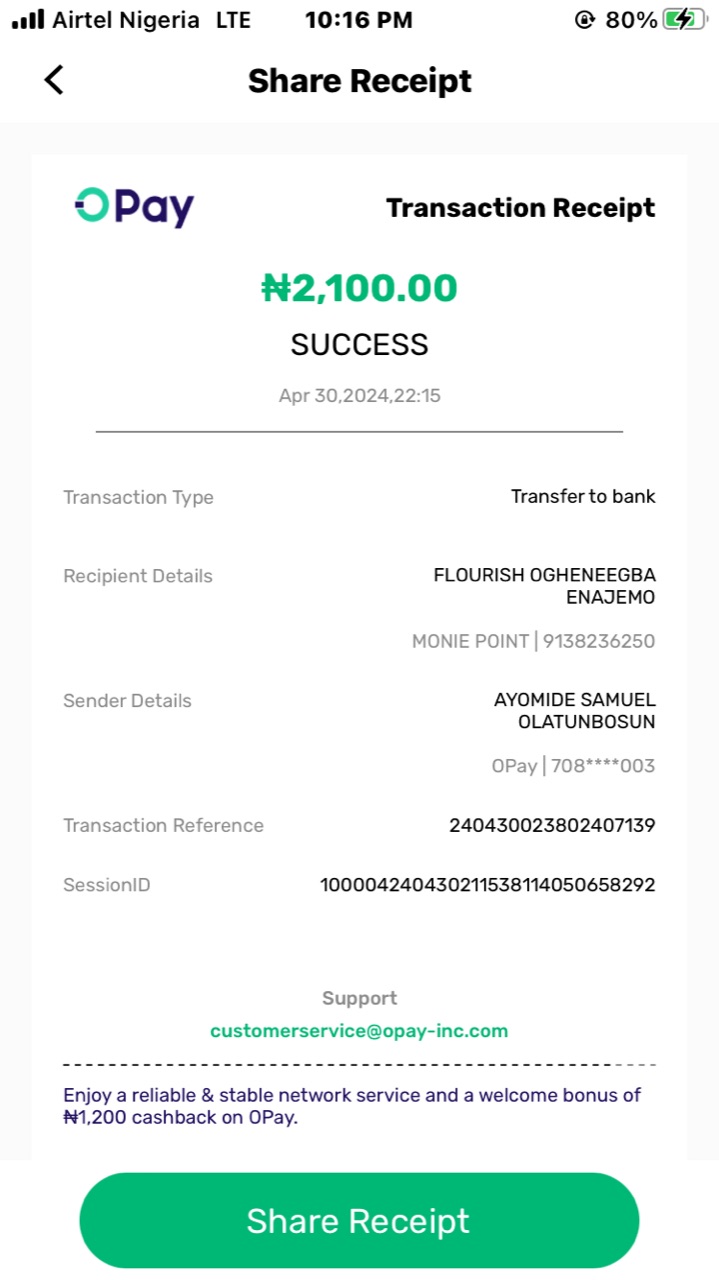 Airtel Nigeria LTE 10:16 PM 80%
Share Receipt
OPay Transaction Receipt
₦2,100.00
SUCCESS
Apr 30,2024,22:15
Transaction Type Transfer to bank
Recipient Details FLOURISH OGHENEEGBA
ENAJEMO
MONIE POINT | 9138236250
Sender Details AYOMIDE SAMUEL
OLATUNBOSUN
OPay | 708****003
Transaction Reference 240430023802407139
SessionID 100004240430211538114050658292
Support
customerservice@opay-inc.com
Enjoy a reliable & stable network service and a welcome bonus of
₦1,200 cashback on OPay.
Share Receipt